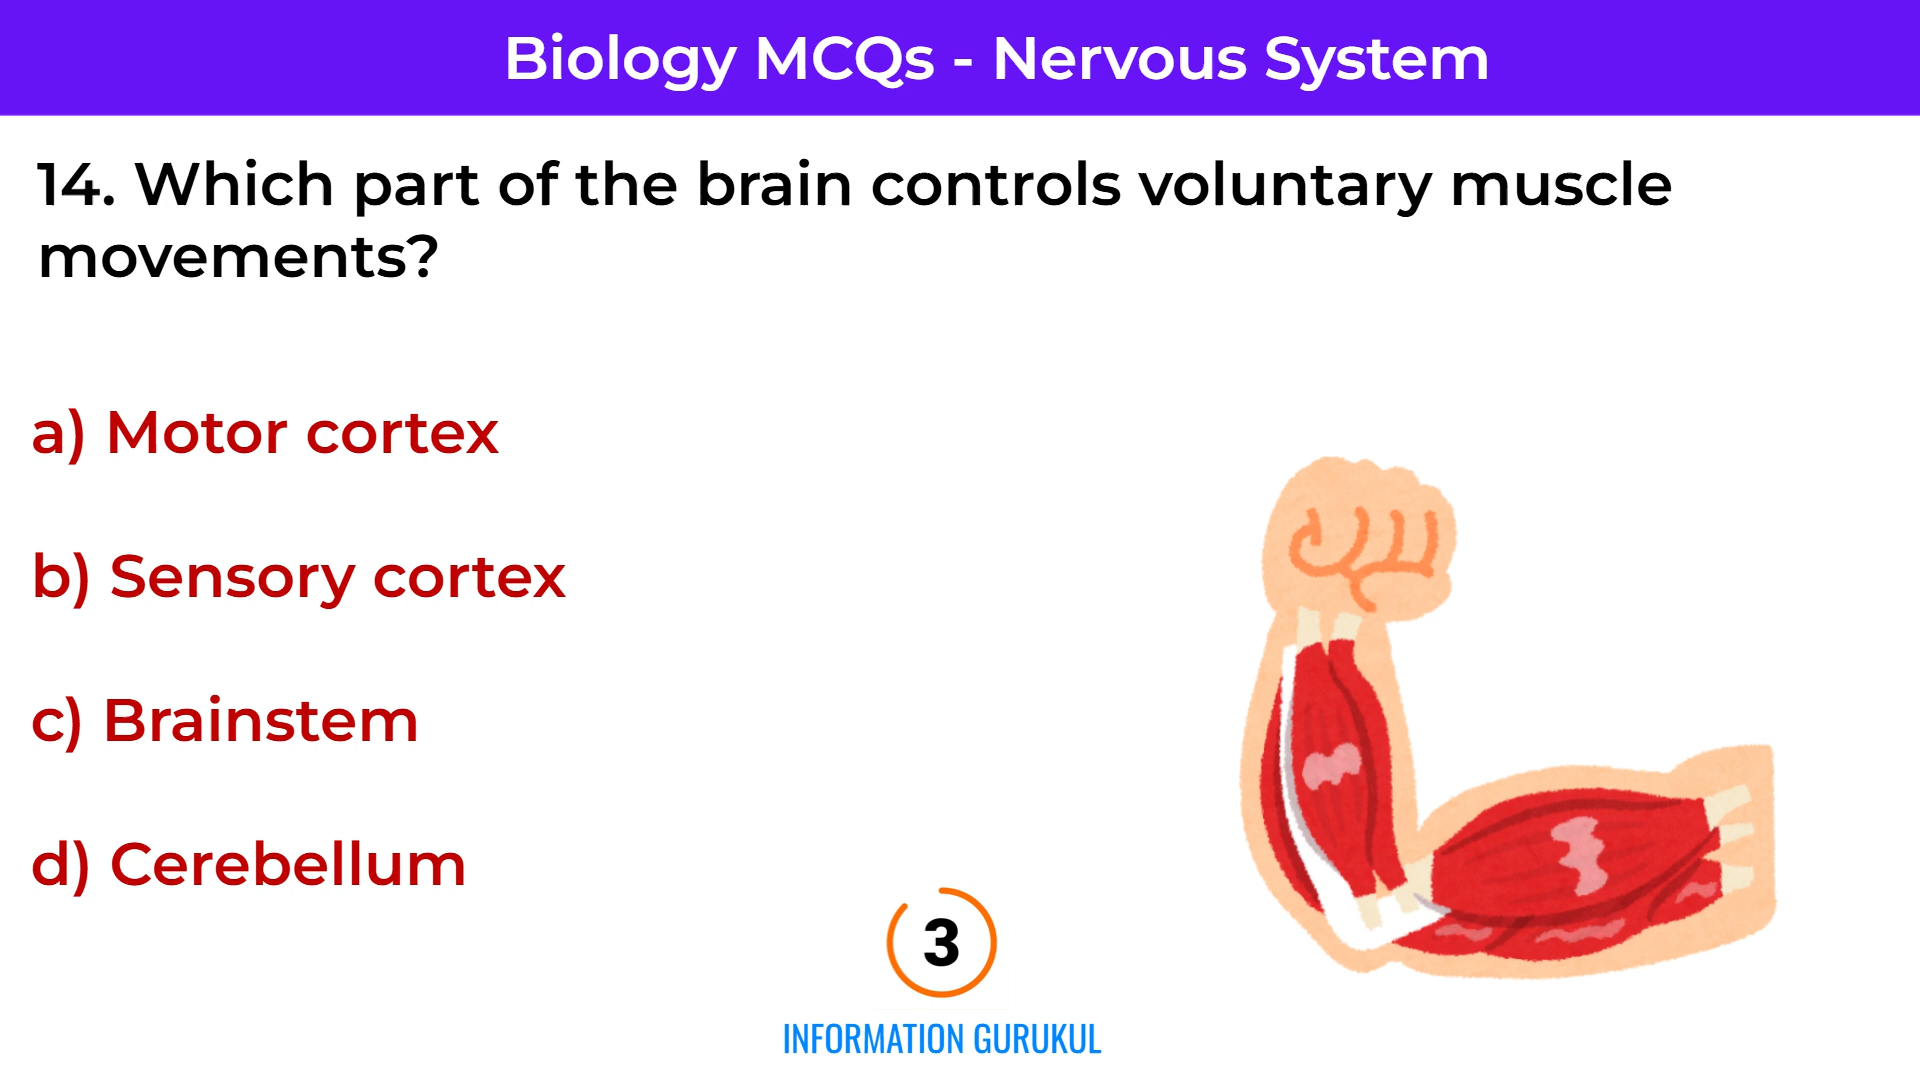 Biology MCQs - Nervous System
14. Which part of the brain controls voluntary muscle
movements?
a) Motor cortex
b) Sensory cortex
c) Brainstem
d) Cerebellum
3
INFORMATION GURUKUL